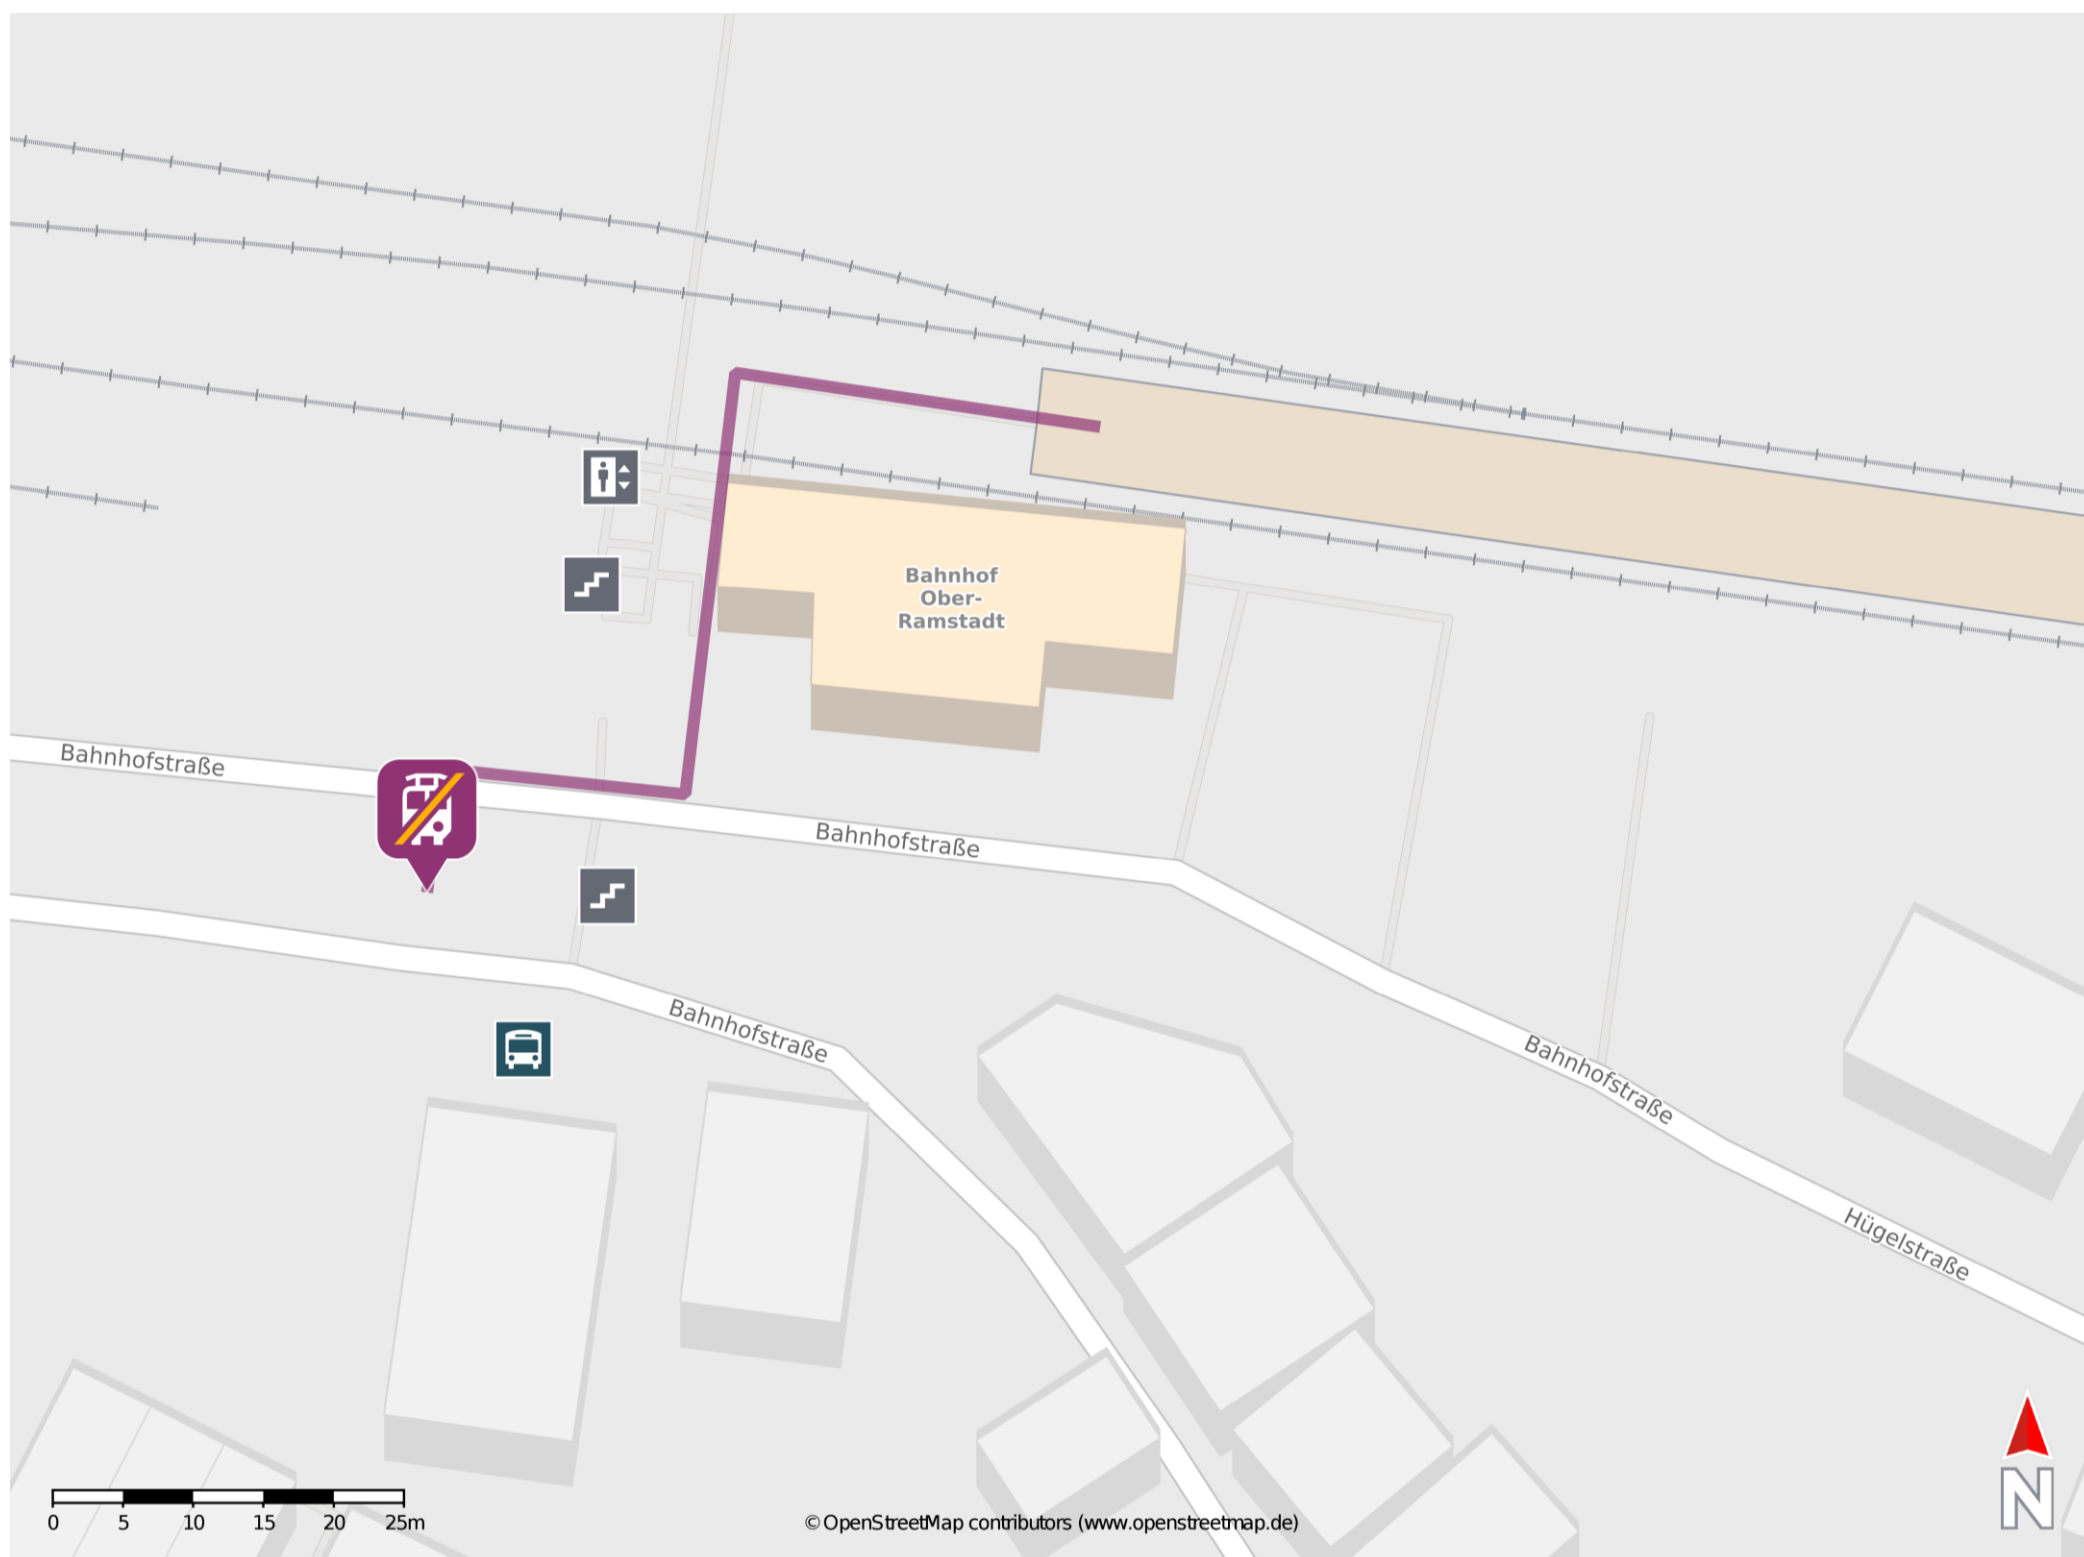 Bahnhof
Ober-
Ramstadt
Bahnhofstraße
Bahnhofstraße
Bahnhofstraße
Bahnhofstraße
Hügelstraße
0 5 10 15 20 25m
© OpenStreetMap contributors (www.openstreetmap.de)
N